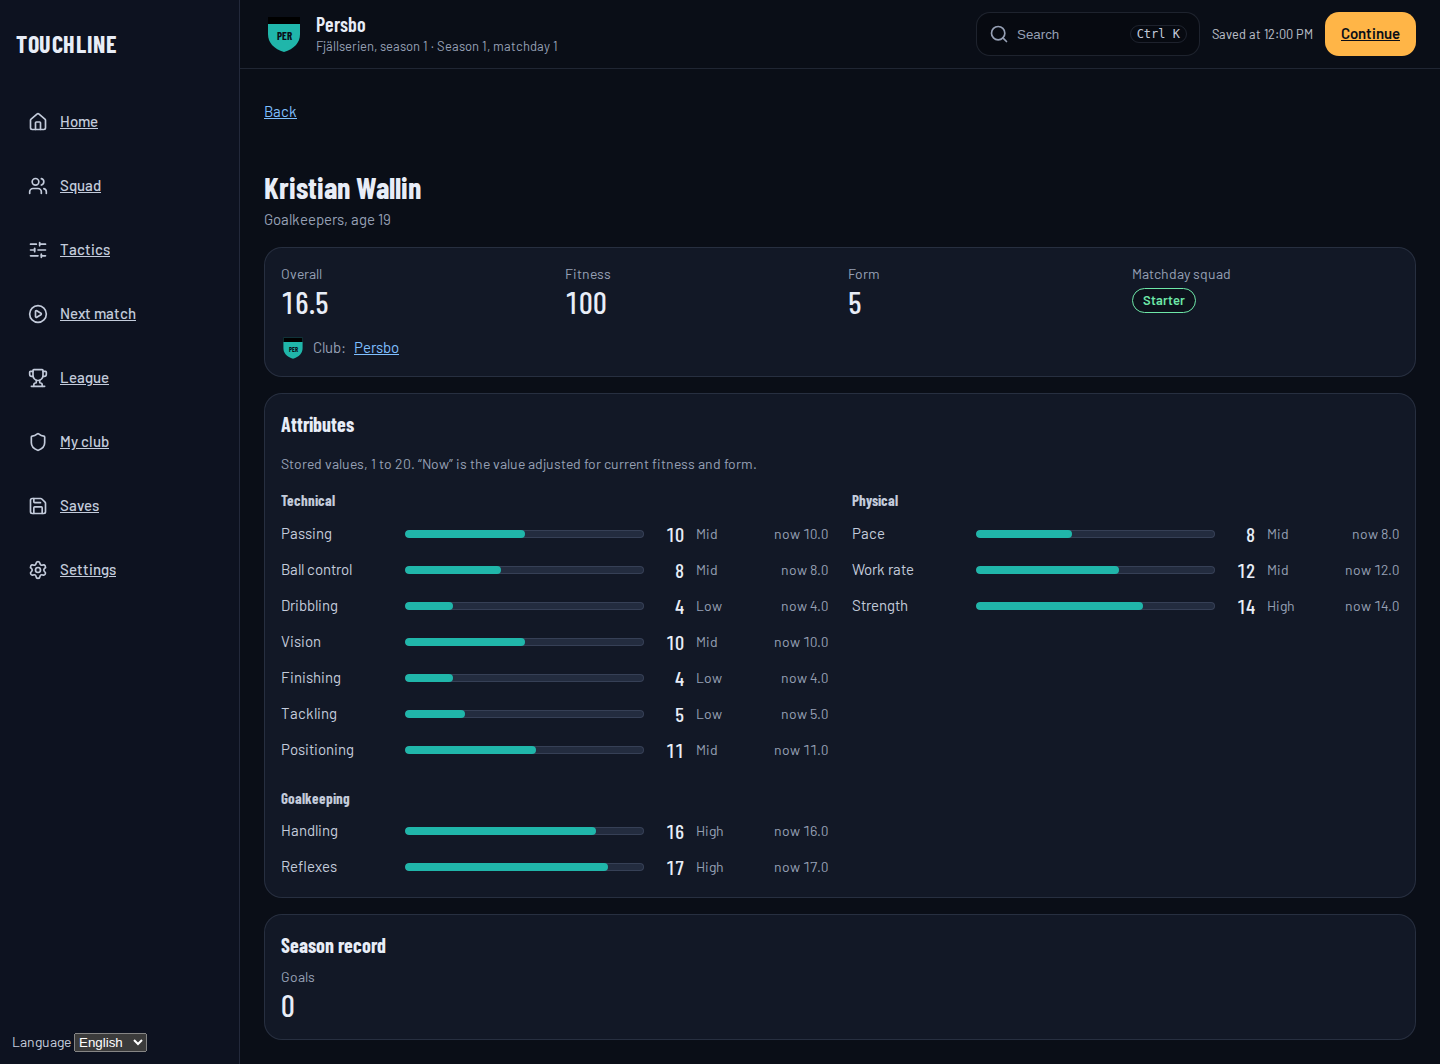 TOUCHLINE
Home
Squad
Tactics
Next match
League
My club
Saves
Settings
Language English
PER
Persbo
Fjällserien, season 1 · Season 1, matchday 1
Search Ctrl K
Saved at 12:00 PM
Continue
Back
Kristian Wallin
Goalkeepers, age 19
Overall
16.5
Fitness
100
Form
5
Matchday squad
Starter
PER Club: Persbo
Attributes
Stored values, 1 to 20. “Now” is the value adjusted for current fitness and form.
Technical
Passing 10 Mid now 10.0
Ball control 8 Mid now 8.0
Dribbling 4 Low now 4.0
Vision 10 Mid now 10.0
Finishing 4 Low now 4.0
Tackling 5 Low now 5.0
Positioning 11 Mid now 11.0
Physical
Pace 8 Mid now 8.0
Work rate 12 Mid now 12.0
Strength 14 High now 14.0
Goalkeeping
Handling 16 High now 16.0
Reflexes 17 High now 17.0
Season record
Goals
0